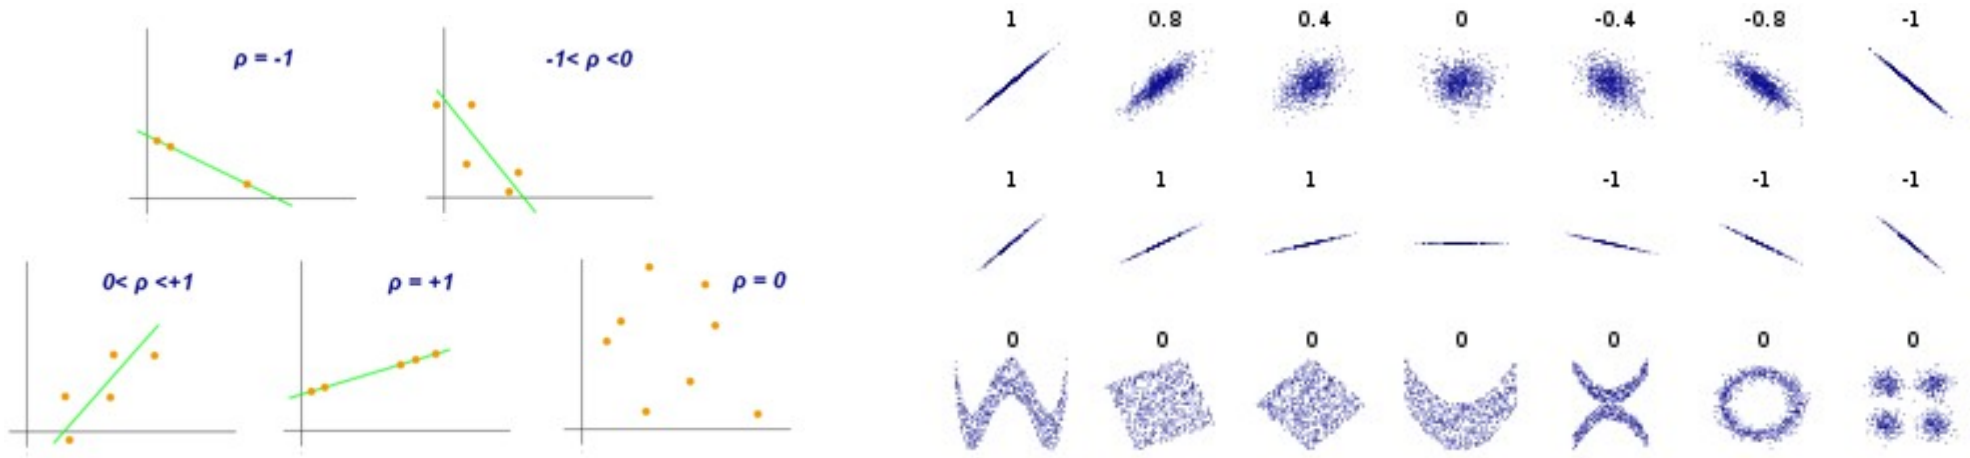 ρ = -1
-1< ρ <0
0< ρ <+1
ρ = +1
ρ = 0
1 0.8 0.4 0 -0.4 -0.8 -1
1 1 1 -1 -1 -1
0 0 0 0 0 0 0